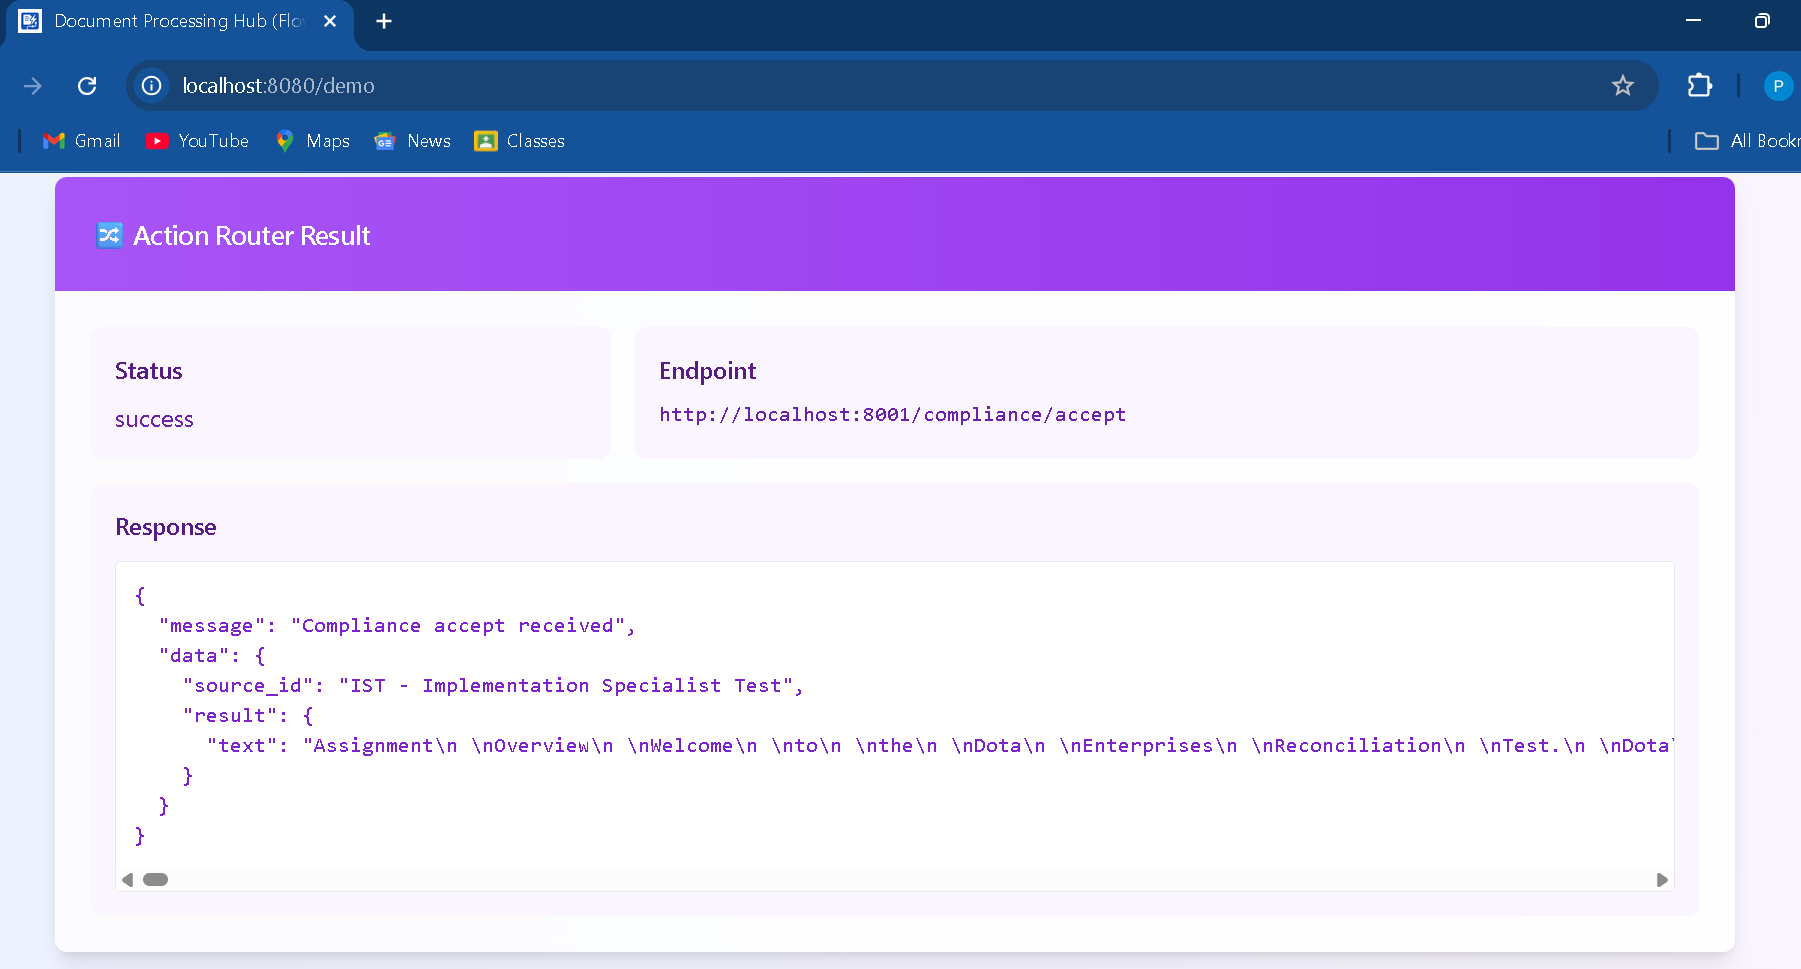 Document Processing Hub (Flo
localhost:8080/demo
P
Gmail
YouTube
Maps
News
Classes
All Bookr
Action Router Result
Status
success
Endpoint
http://localhost:8001/compliance/accept
Response
{
  "message": "Compliance accept received",
  "data": {
    "source_id": "IST - Implementation Specialist Test",
    "result": {
      "text": "Assignment\n \nOverview\n \nWelcome\n \nto\n \nthe\n \nDota\n \nEnterprises\n \nReconciliation\n \nTest.\n \nDota\
    }
  }
}